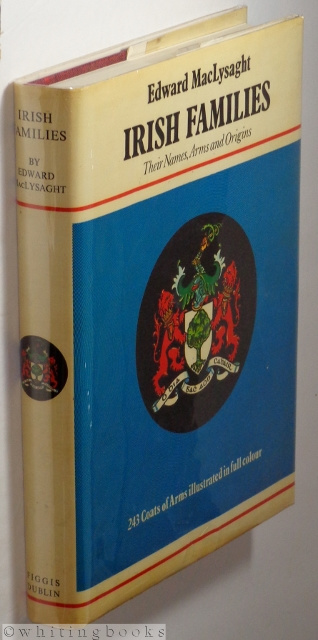 Edward MacLysaght
IRISH FAMILIES
Their Names, Arms and Origins
243 Coats of Arms illustrated in full colour
IRISH
FAMILIES
BY
EDWARD
MacLYSAGHT
FIGGIS
DUBLIN
©whitingbooks